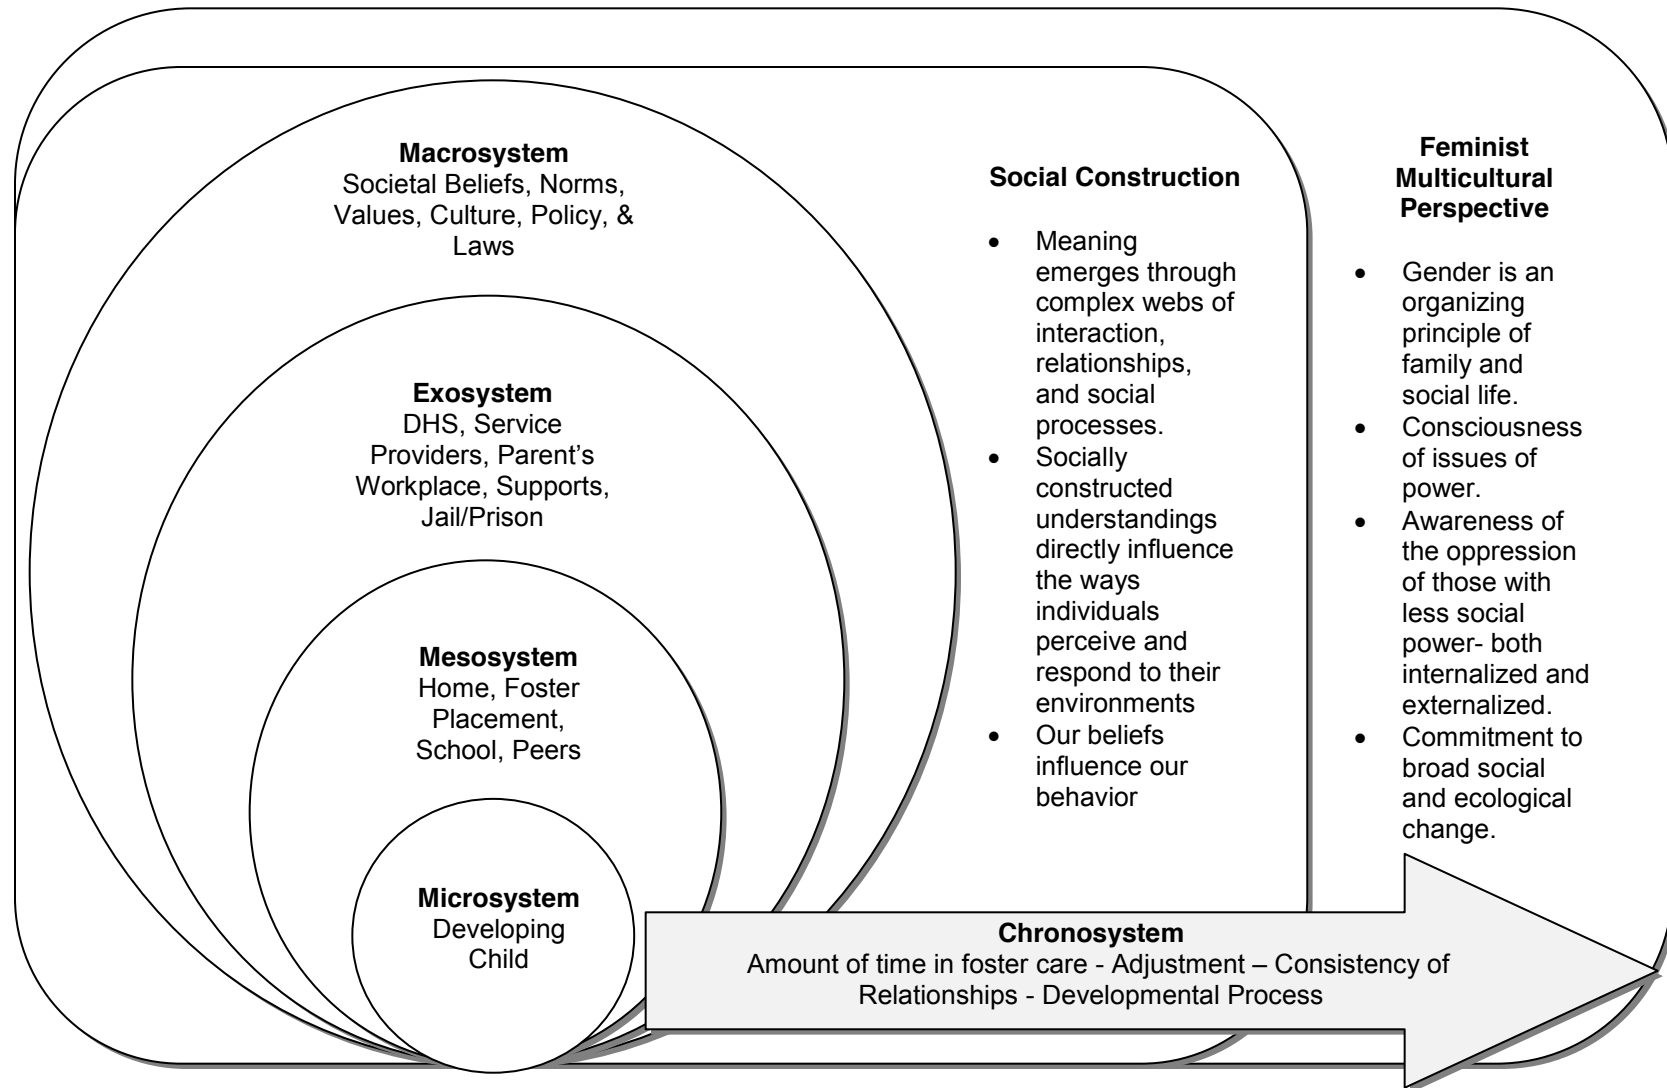 Macrosystem
Societal Beliefs, Norms,
Values, Culture, Policy, &
Laws
Exosystem
DHS, Service
Providers, Parent’s
Workplace, Supports,
Jail/Prison
Mesosystem
Home, Foster
Placement,
School, Peers
Microsystem
Developing
Child
Social Construction
• Meaning
emerges through
complex webs of
interaction,
relationships,
and social
processes.
• Socially
constructed
understandings
directly influence
the ways
individuals
perceive and
respond to their
environments
• Our beliefs
influence our
behavior
Feminist
Multicultural
Perspective
• Gender is an
organizing
principle of
family and
social life.
• Consciousness
of issues of
power.
• Awareness of
the oppression
of those with
less social
power- both
internalized and
externalized.
• Commitment to
broad social
and ecological
change.
Chronosystem
Amount of time in foster care - Adjustment – Consistency of
Relationships - Developmental Process